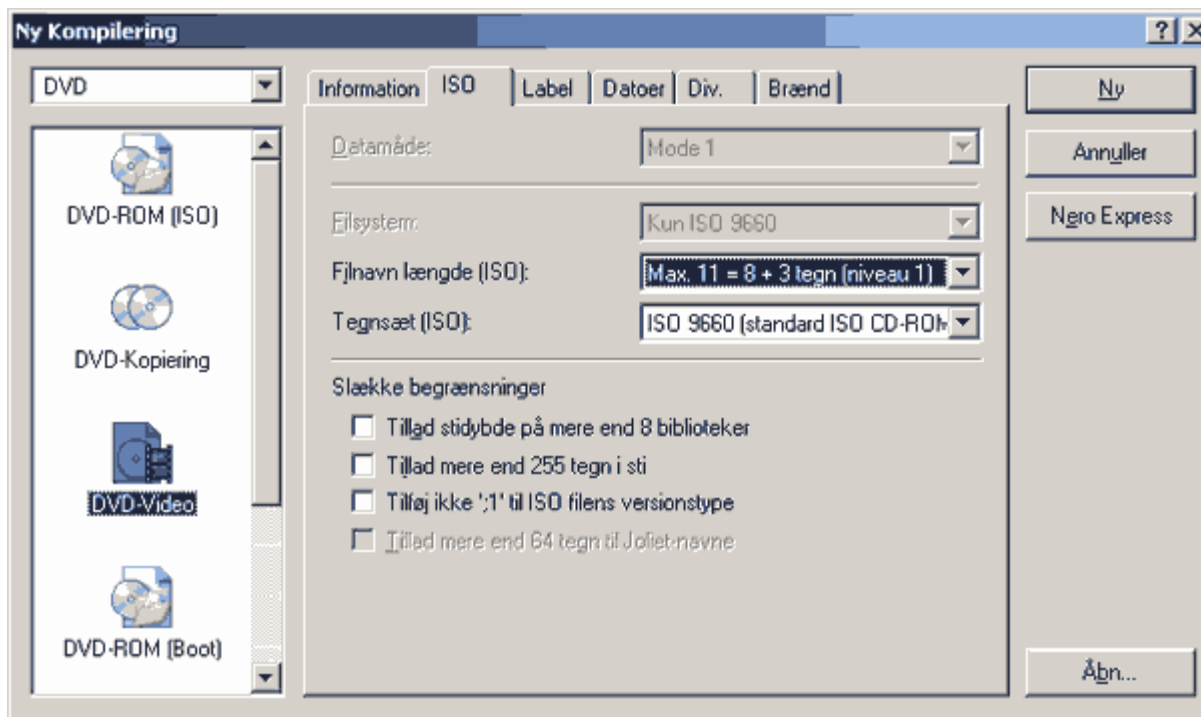 Ny Kompilering
DVD
DVD-ROM (ISO)
DVD-Kopiering
DVD-Video
DVD-ROM (Boot)
Information ISO Label Datoer Div. Brænd
Datamåde: Mode 1
Filsystem: Kun ISO 9660
Filnavn længde (ISO): Max. 11 = 8 + 3 tegn (niveau 1)
Tegnsæt (ISO): ISO 9660 (standard ISO CD-ROM
Slække begrænsninger
Tillad stidybde på mere end 8 biblioteker
Tillad mere end 255 tegn i sti
Tilføj ikke ';1' til ISO filens versionstype
Tillad mere end 64 tegn til Joliet-navne
Ny
Annuller
Nero Express
Åbn...